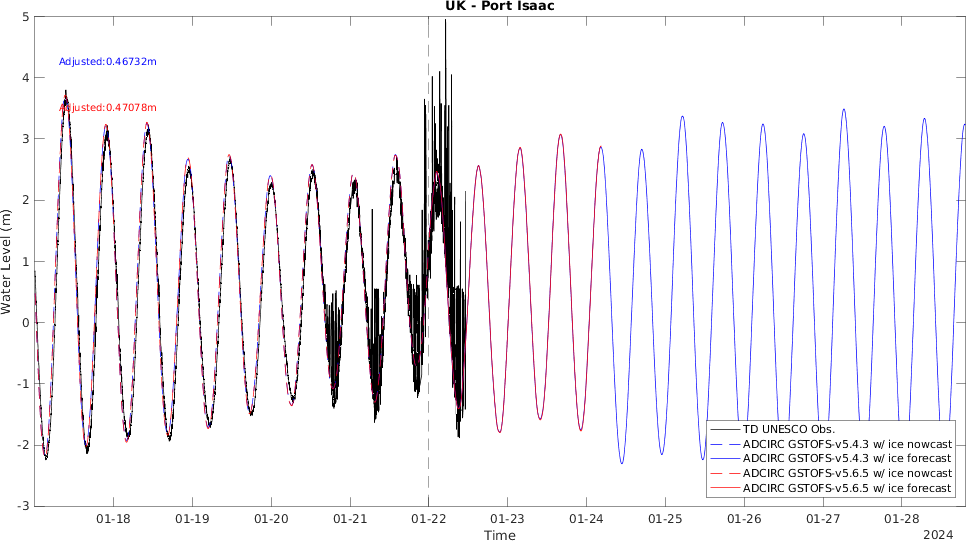 UK - Port Isaac
5
4
3
2
1
0
-1
-2
-3
Water Level (m)
Adjusted:0.46732m
Adjusted:0.47078m
TD UNESCO Obs.
ADCIRC GSTOFS-v5.4.3 w/ ice nowcast
ADCIRC GSTOFS-v5.4.3 w/ ice forecast
ADCIRC GSTOFS-v5.6.5 w/ ice nowcast
ADCIRC GSTOFS-v5.6.5 w/ ice forecast
01-18 01-19 01-20 01-21 01-22 01-23 01-24 01-25 01-26 01-27 01-28
Time
2024